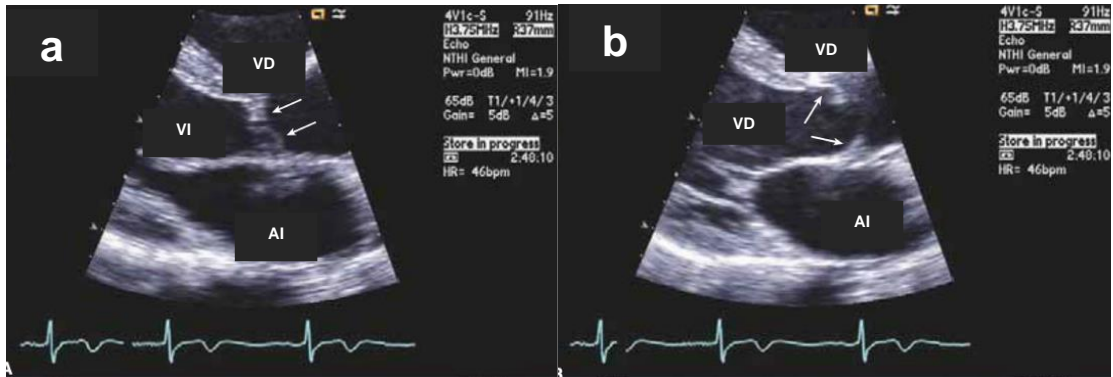 a
VD
VI
AI
4V1c-S 91Hz
H3.75MHz R37mm
Echo
NTHI General
Pwr=0dB MI=1.9
65dB T1/+1/4/3
Gain= 5dB Δ=5
Store in progress
2:48:10
HR= 46bpm
A
b
VD
VD
AI
4V1c-S 91Hz
H3.75MHz R37mm
Echo
NTHI General
Pwr=0dB MI=1.9
65dB T1/+1/4/3
Gain= 5dB Δ=5
Store in progress
2:48:10
HR= 46bpm